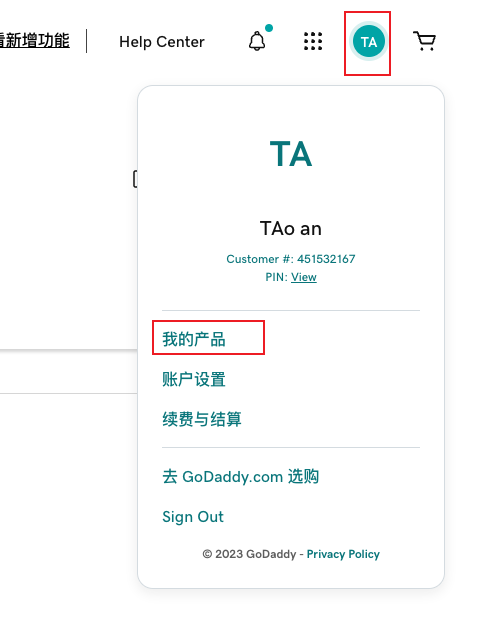 看新增功能
Help Center
TA
TA
TAo an
Customer #: 451532167
PIN: View
我的产品
账户设置
续费与结算
去 GoDaddy.com 选购
Sign Out
© 2023 GoDaddy - Privacy Policy